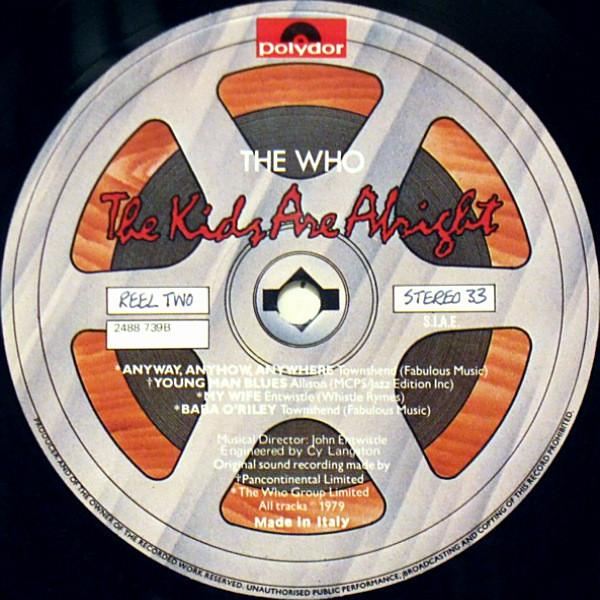 polydor
THE WHO
The Kids Are Alright
REEL TWO
STEREO 33
2488 739B
S.I.A.E.
*ANYWAY, ANYHOW, ANYWHERE Townshend (Fabulous Music)
†YOUNG MAN BLUES Allison (MCPS/Jazz Edition Inc)
*MY WIFE Entwistle (Whistle Rymes)
*BABA O'RILEY Townshend (Fabulous Music)
Musical Director: John Entwistle
Engineered by Cy Langston
Original sound recording made by
†Pancontinental Limited
*The Who Group Limited
All tracks ℗ 1979
Made in Italy
PRODUCER AND OF THE OWNER OF THE RECORDED WORK RESERVED. UNAUTHORISED PUBLIC PERFORMANCE, BROADCASTING AND COPYING OF THIS RECORD PROHIBITED.